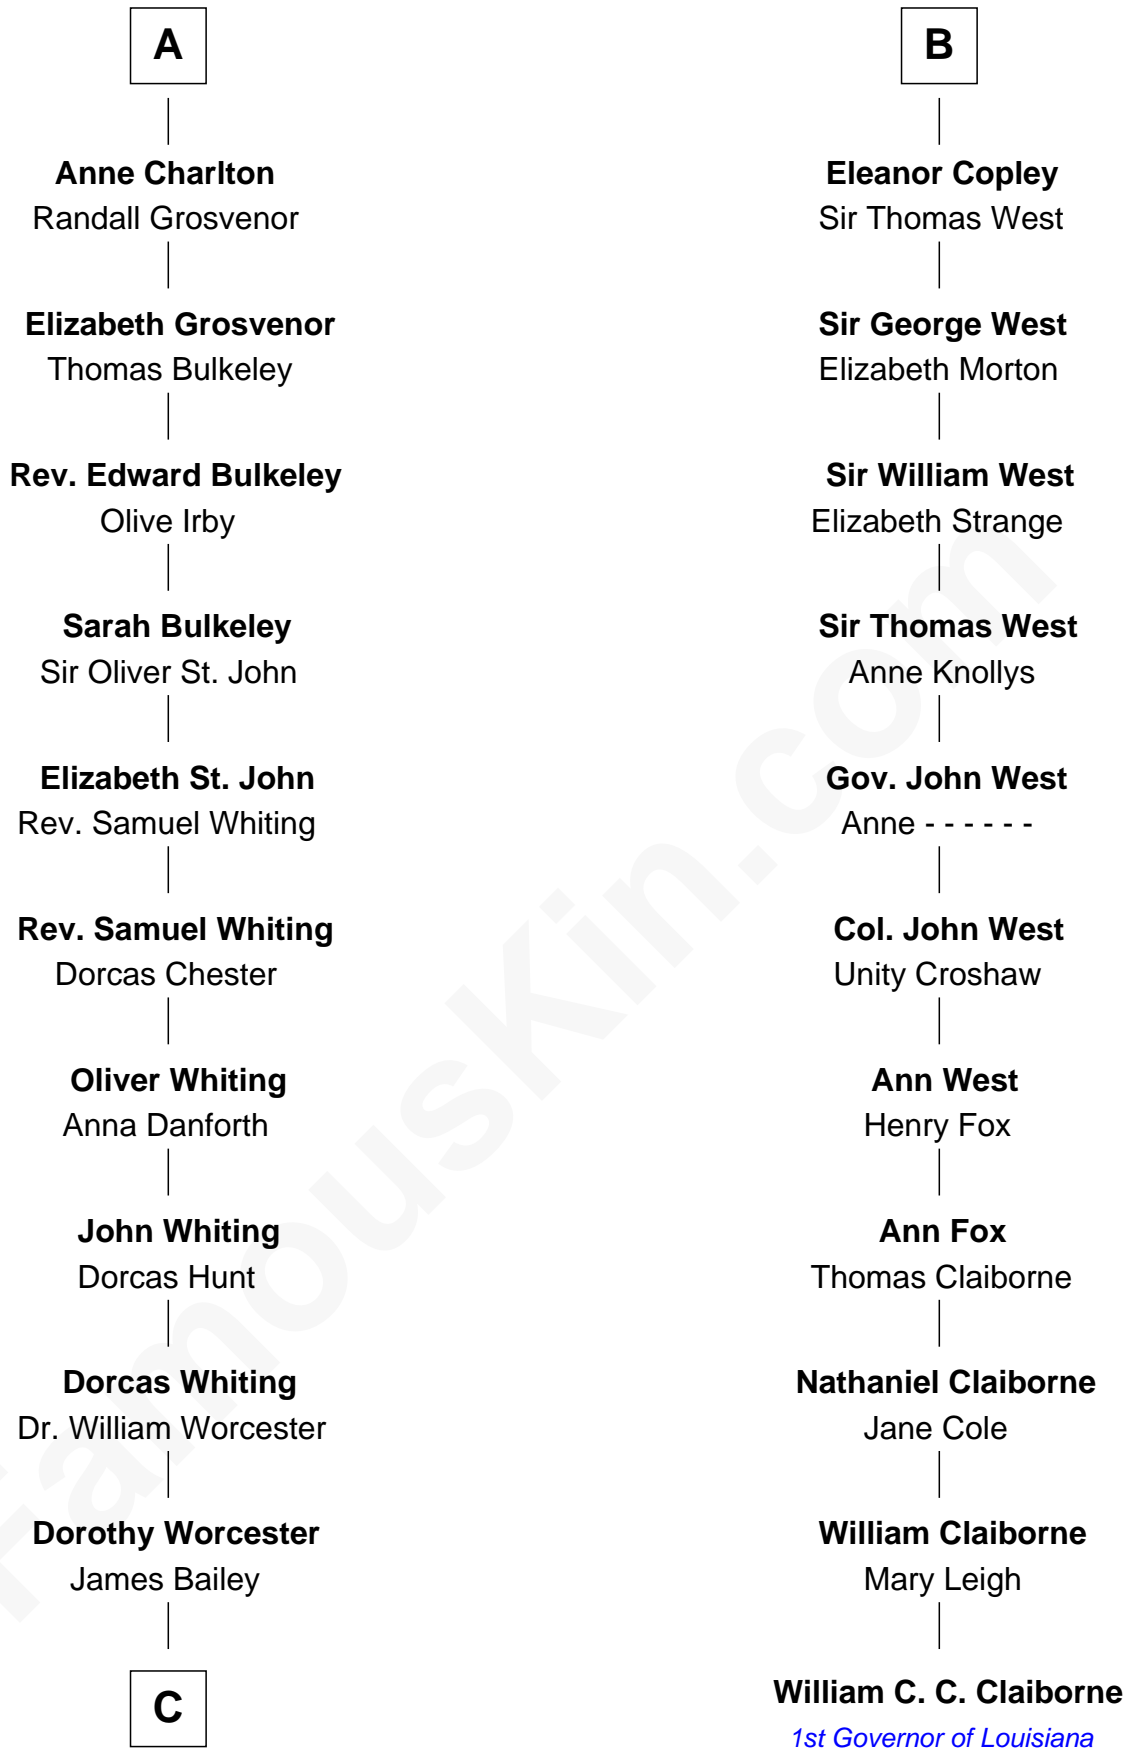 A
Anne Charlton
Randall Grosvenor
Elizabeth Grosvenor
Thomas Bulkeley
Rev. Edward Bulkeley
Olive Irby
Sarah Bulkeley
Sir Oliver St. John
Elizabeth St. John
Rev. Samuel Whiting
Rev. Samuel Whiting
Dorcas Chester
Oliver Whiting
Anna Danforth
John Whiting
Dorcas Hunt
Dorcas Whiting
Dr. William Worcester
Dorothy Worcester
James Bailey
C
B
Eleanor Copley
Sir Thomas West
Sir George West
Elizabeth Morton
Sir William West
Elizabeth Strange
Sir Thomas West
Anne Knollys
Gov. John West
Anne - - - - - -
Col. John West
Unity Croshaw
Ann West
Henry Fox
Ann Fox
Thomas Claiborne
Nathaniel Claiborne
Jane Cole
William Claiborne
Mary Leigh
William C. C. Claiborne
1st Governor of Louisiana
FamousKin.com